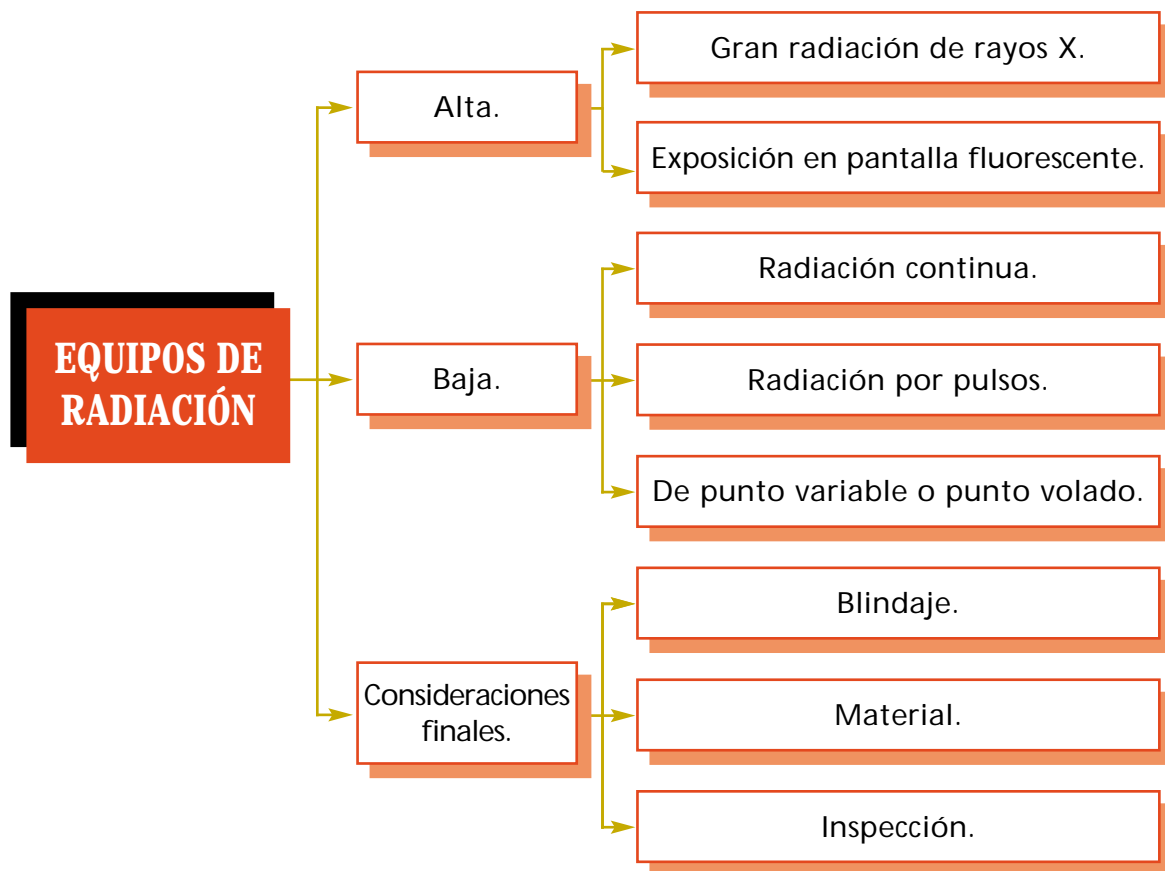 EQUIPOS DE
RADIACIÓN
Alta.
Gran radiación de rayos X.
Exposición en pantalla fluorescente.
Baja.
Radiación continua.
Radiación por pulsos.
De punto variable o punto volado.
Consideraciones
finales.
Blindaje.
Material.
Inspección.